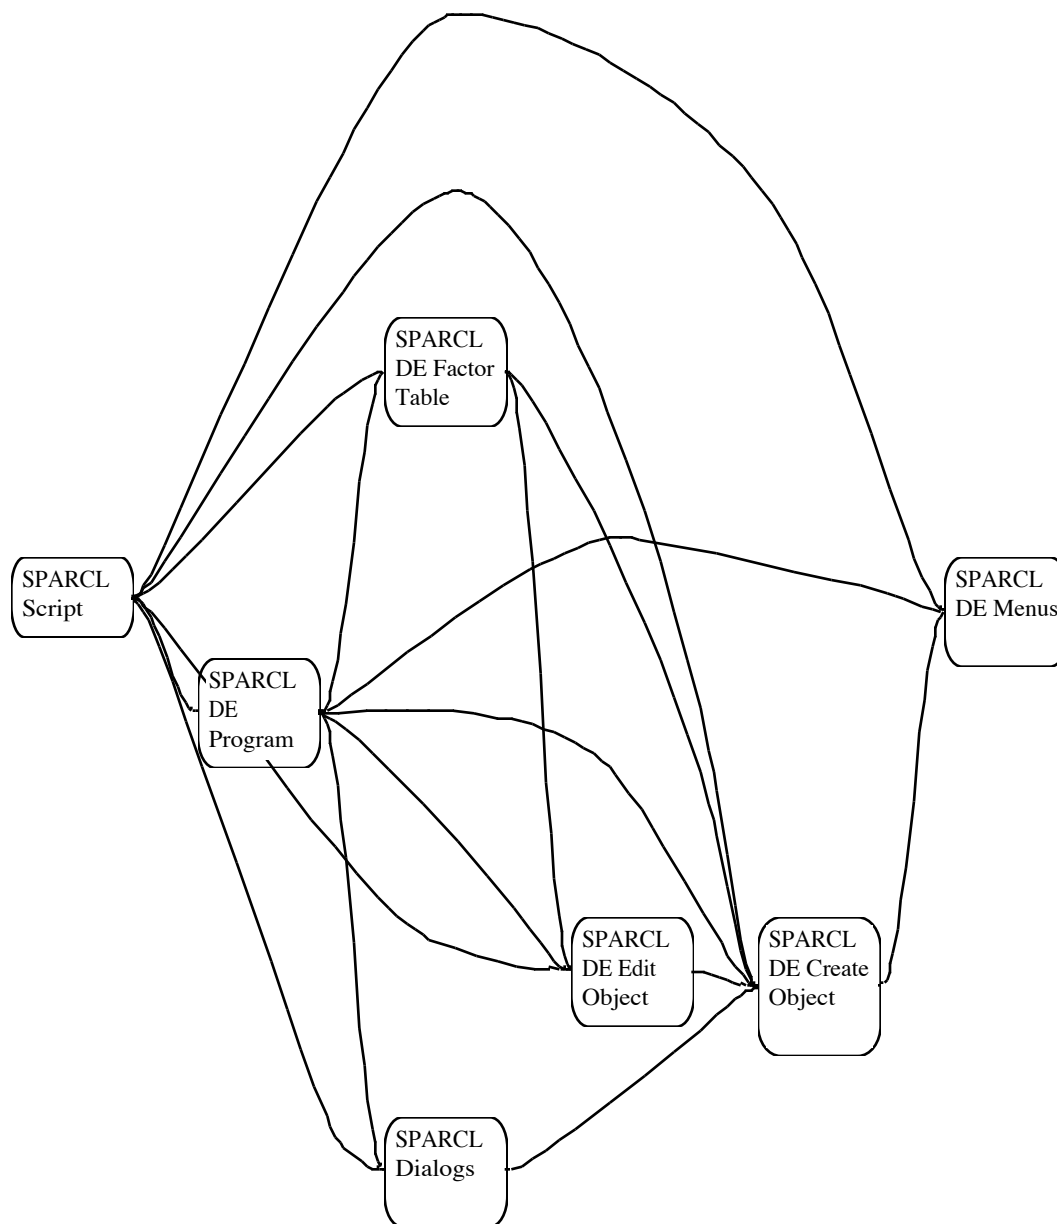 SPARCL
DE Factor
Table
SPARCL
Script
SPARCL
DE Menus
SPARCL
DE
Program
SPARCL
DE Edit
Object
SPARCL
DE Create
Object
SPARCL
Dialogs